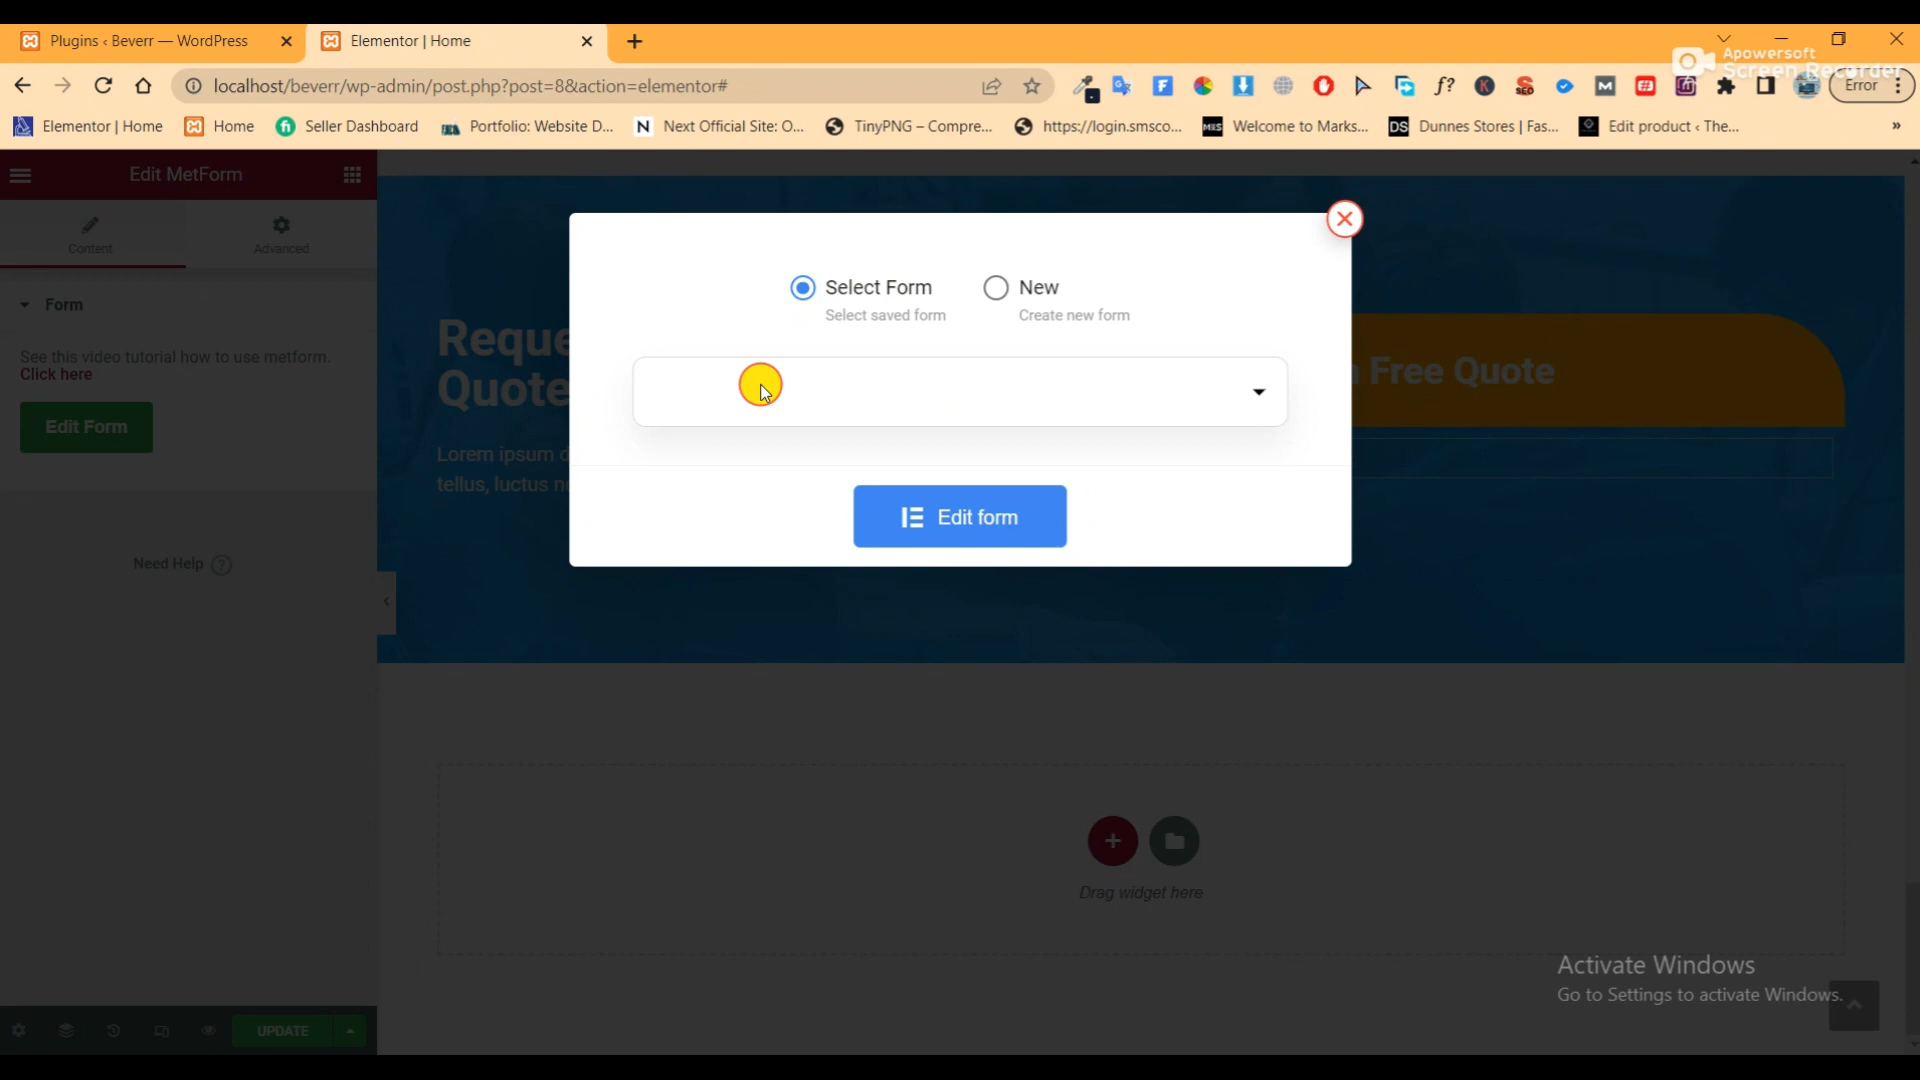 Plugins ‹ Beverr — WordPress
Elementor | Home
Apowersoft
Screen Recorder
localhost/beverr/wp-admin/post.php?post=8&action=elementor#
Error
Elementor | Home
Home
Seller Dashboard
Portfolio: Website D...
Next Official Site: O...
TinyPNG – Compre...
https://login.smsco...
Welcome to Marks...
Dunnes Stores | Fas...
Edit product ‹ The...
Edit MetForm
Content
Advanced
Form
See this video tutorial how to use metform.
Click here
Edit Form
Need Help
UPDATE
Select Form
Select saved form
New
Create new form
Edit form
Reque
Quote
Lorem ipsum
tellus, luctus
Free Quote
Drag widget here
Activate Windows
Go to Settings to activate Windows.